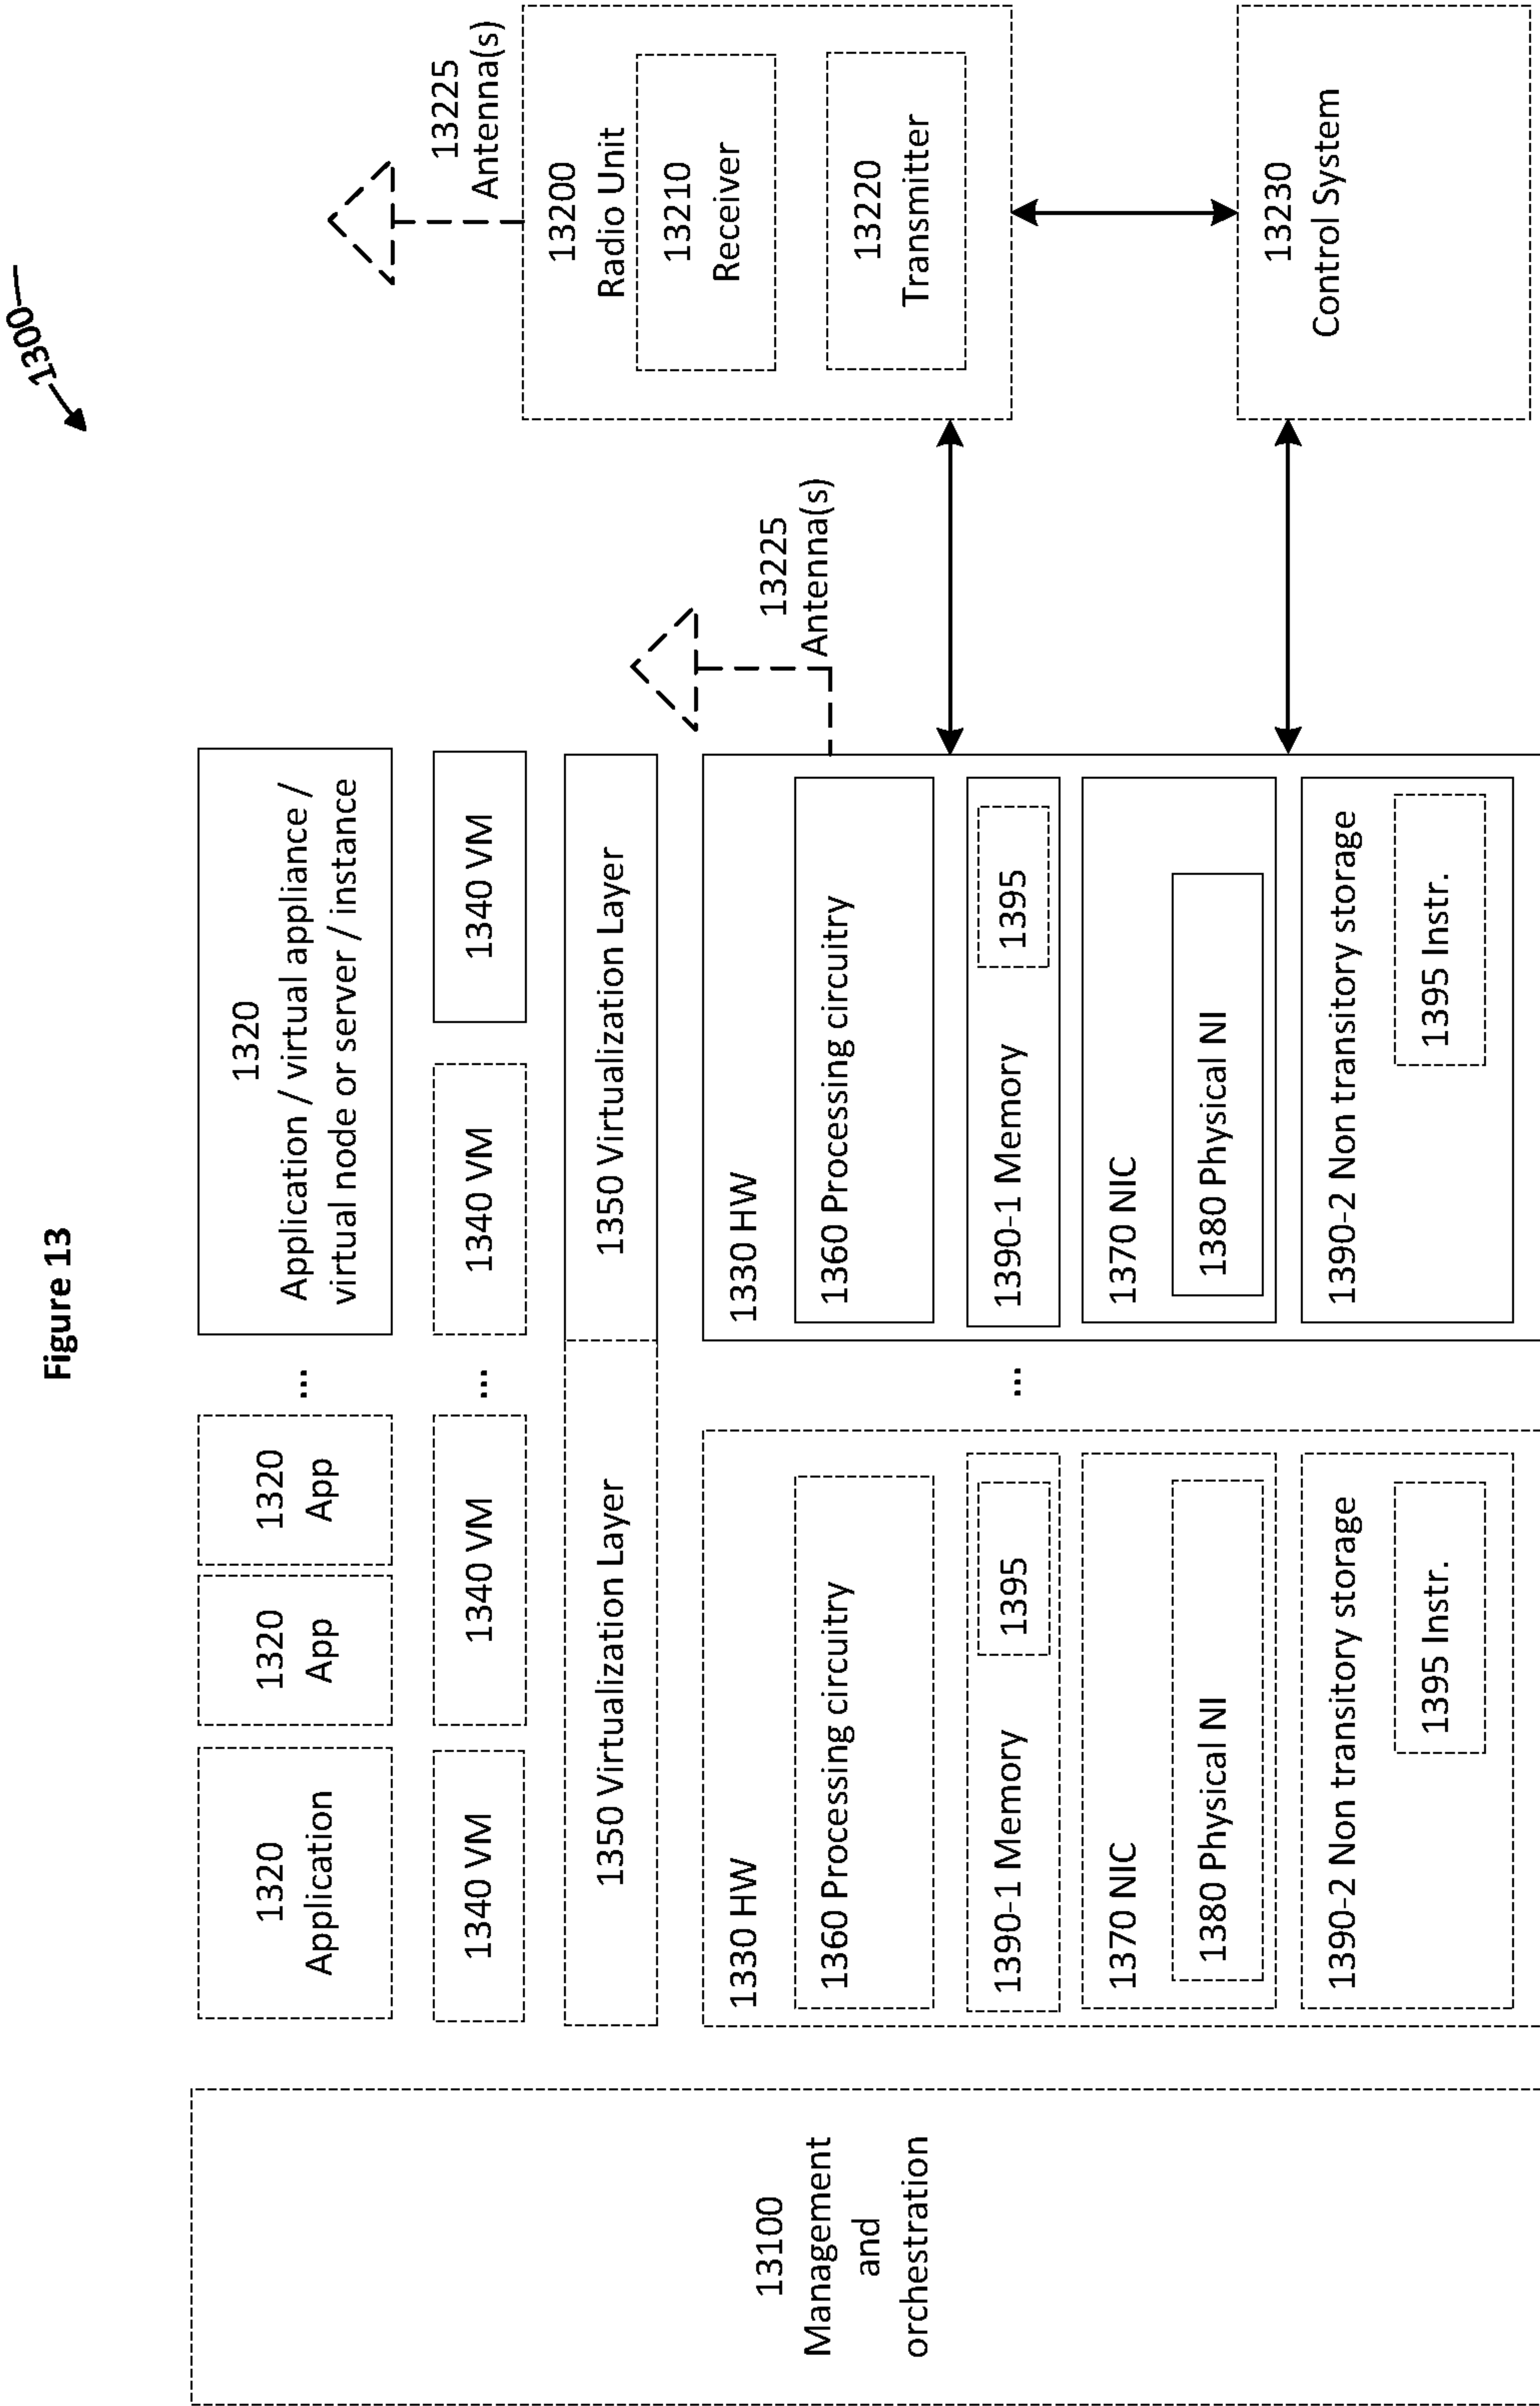 Figure 13
1300
13100
Management
and
orchestration
1320
Application
1320
App
1320
App
...
1320
Application / virtual appliance /
virtual node or server / instance
1340 VM
1340 VM
...
1340 VM
1340 VM
1350 Virtualization Layer
1350 Virtualization Layer
1330 HW
1360 Processing circuitry
1390-1 Memory
1395
1370 NIC
1380 Physical NI
1390-2 Non transitory storage
1395 Instr.
...
1330 HW
1360 Processing circuitry
1390-1 Memory
1395
1370 NIC
1380 Physical NI
1390-2 Non transitory storage
1395 Instr.
13225
Antenna(s)
13225
Antenna(s)
13200
Radio Unit
13210
Receiver
13220
Transmitter
13230
Control System